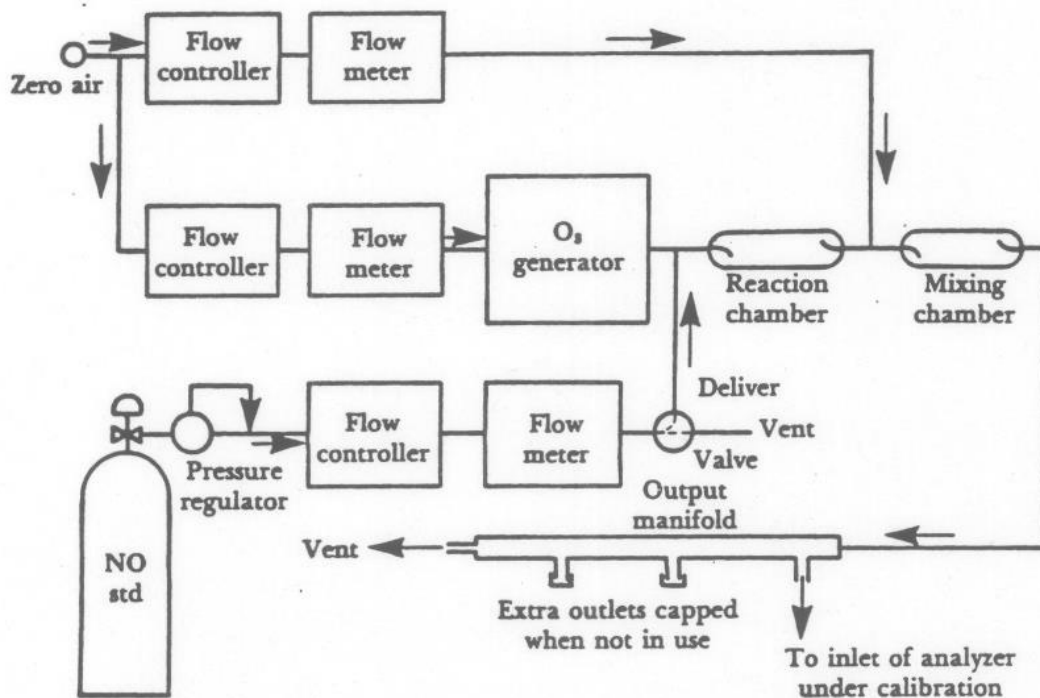 Flow
controller
Flow
meter
Zero air
Flow
controller
Flow
meter
O₃
generator
Reaction
chamber
Mixing
chamber
Deliver
Flow
controller
Flow
meter
Vent
Valve
Pressure
regulator
Output
manifold
NO
std
Vent
Extra outlets capped
when not in use
To inlet of analyzer
under calibration